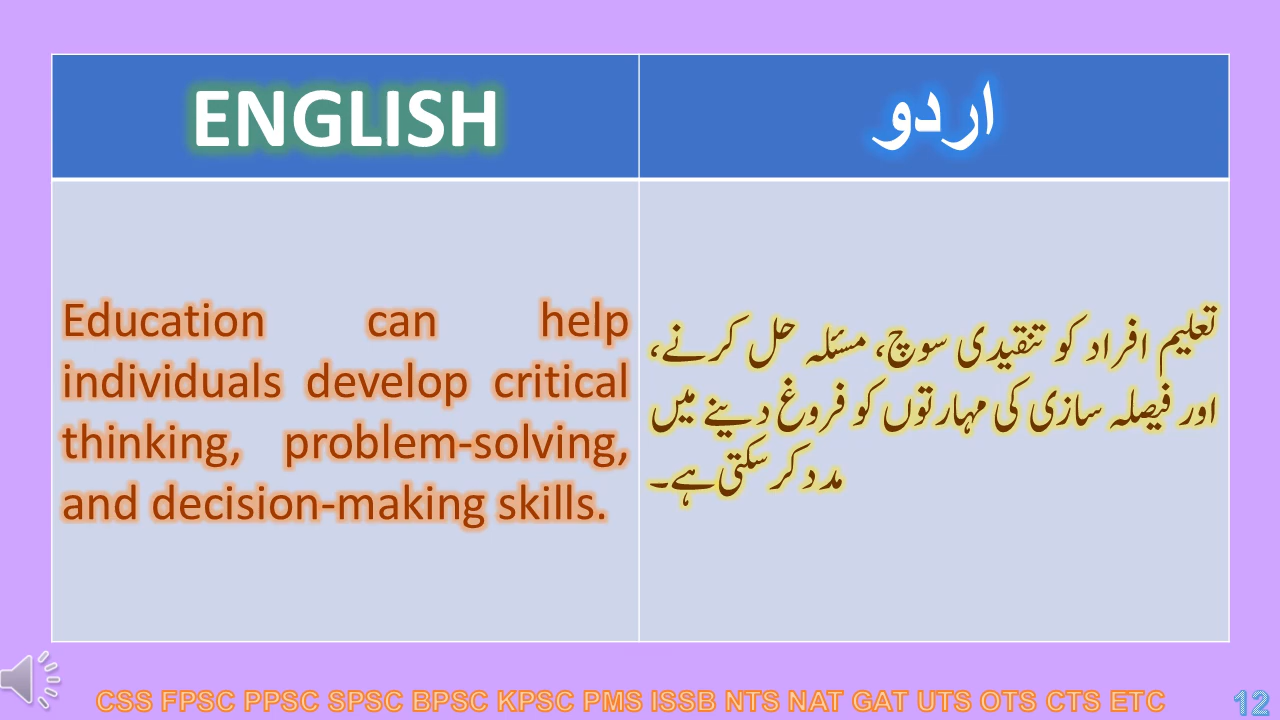 ENGLISH
اردو
Education can help
individuals develop critical
thinking, problem-solving,
and decision-making skills.
تعلیم افراد کو تنقیدی سوچ، مسئلہ حل کرنے،
اور فیصلہ سازی کی مہارتوں کو فروغ دینے میں
مدد کر سکتی ہے۔
CSS FPSC PPSC SPSC BPSC KPSC PMS ISSB NTS NAT GAT UTS OTS CTS ETC
12